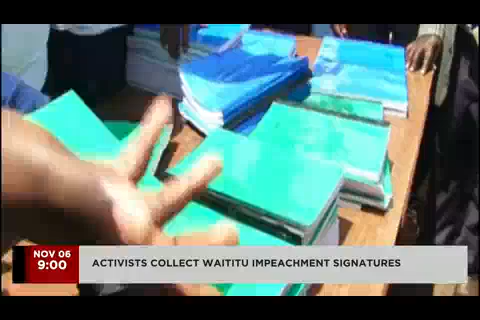 NOV 06
9:00
ACTIVISTS COLLECT WAITITU IMPEACHMENT SIGNATURES